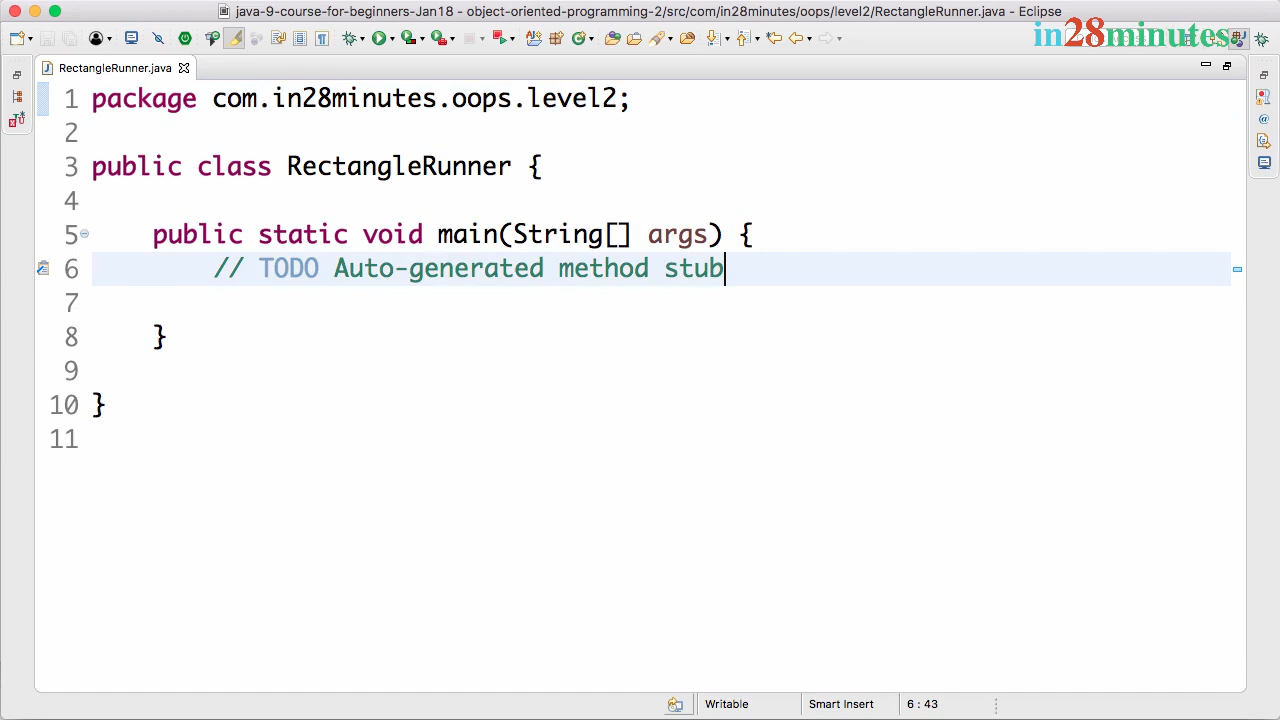 java-9-course-for-beginners-Jan18 - object-oriented-programming-2/src/com/in28minutes/oops/level2/RectangleRunner.java - Eclipse
in28minutes
RectangleRunner.java
1 package com.in28minutes.oops.level2;
2
3 public class RectangleRunner {
4
5 public static void main(String[] args) {
6 // TODO Auto-generated method stub
7
8 }
9
10 }
11
Writable Smart Insert 6 : 43